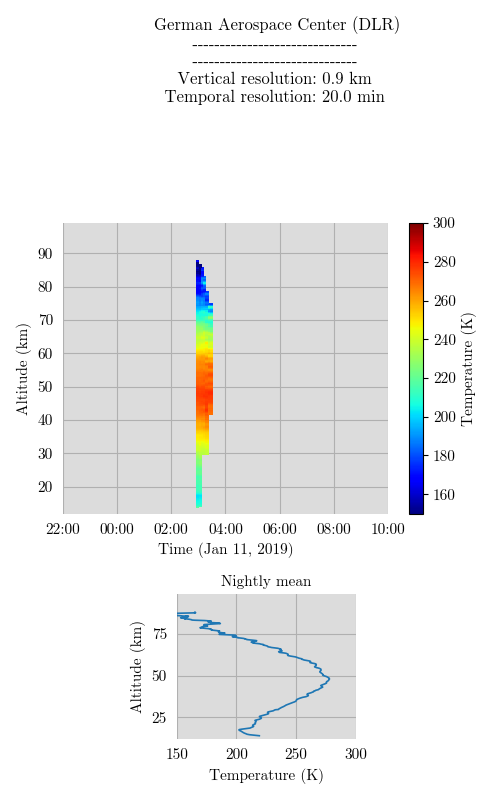 German Aerospace Center (DLR)
------------------------------
------------------------------
Vertical resolution: 0.9 km
Temporal resolution: 20.0 min
90
80
70
60
50
40
30
20
Altitude (km)
22:00 00:00 02:00 04:00 06:00 08:00 10:00
Time (Jan 11, 2019)
300
280
260
240
220
200
180
160
Temperature (K)
Nightly mean
75
50
25
Altitude (km)
150 200 250 300
Temperature (K)